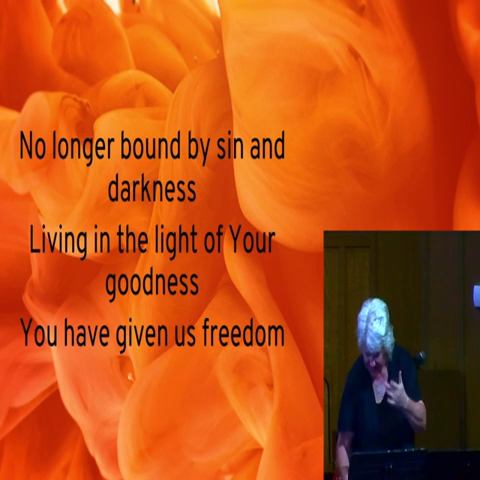 No longer bound by sin and
darkness
Living in the light of Your
goodness
You have given us freedom